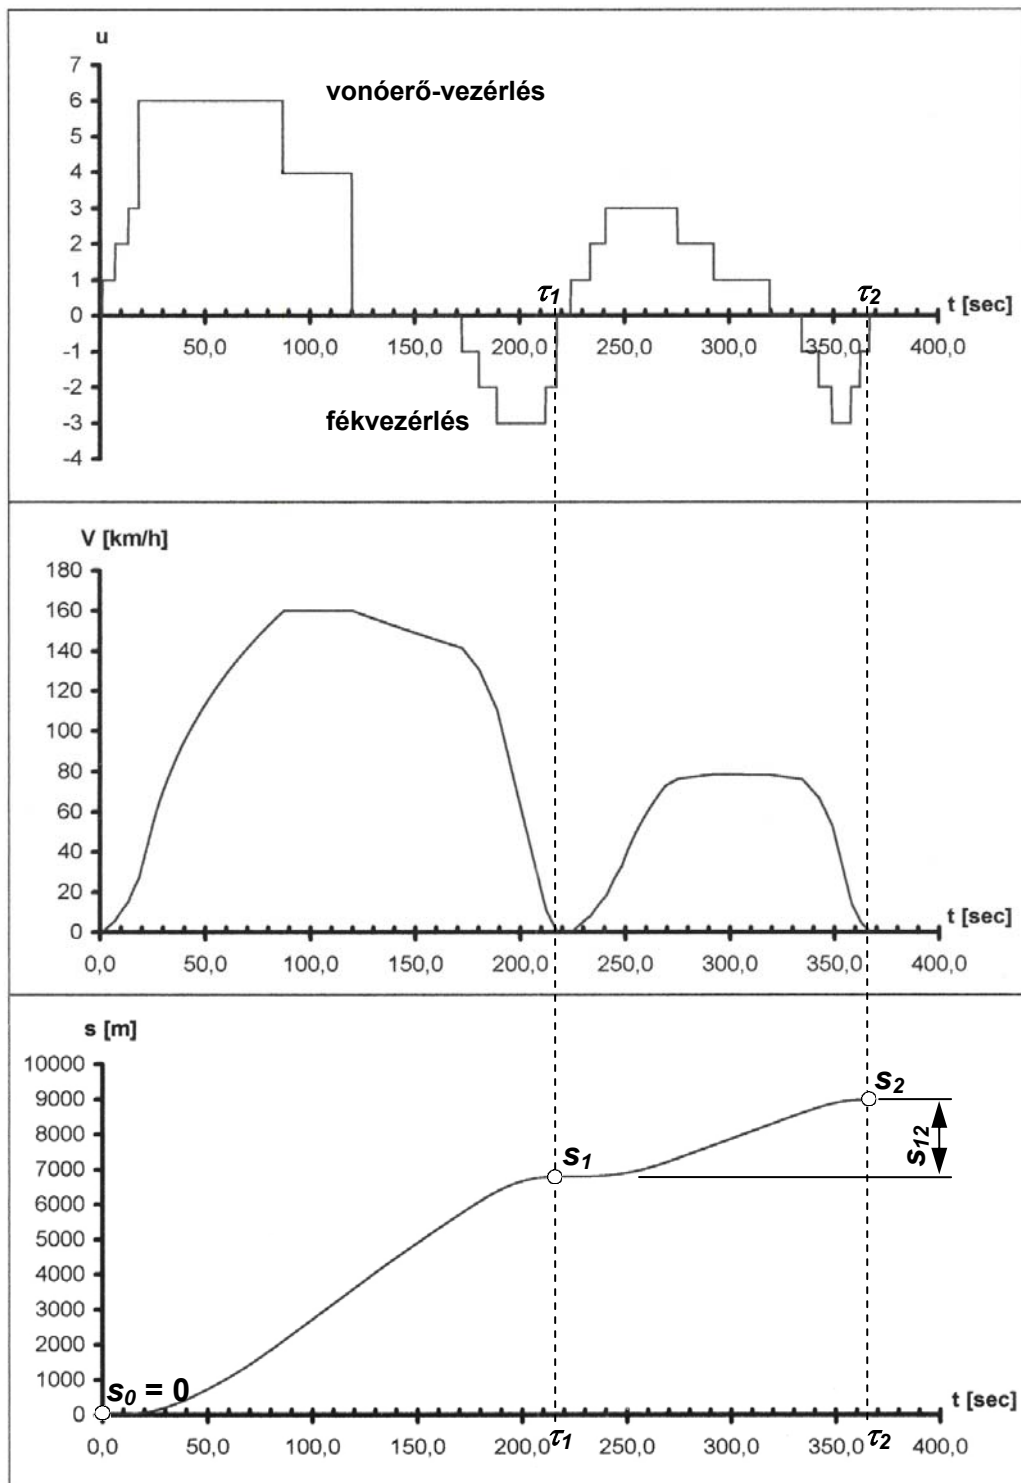 u
7
6
5
4
3
2
1
0
-1
-2
-3
-4
vonóerő-vezérlés
fékvezérlés
τ1
τ2
t [sec]
50,0 100,0 150,0 200,0 250,0 300,0 350,0 400,0
V [km/h]
180
160
140
120
100
80
60
40
20
0
t [sec]
0,0 50,0 100,0 150,0 200,0 250,0 300,0 350,0 400,0
s [m]
10000
9000
8000
7000
6000
5000
4000
3000
2000
1000
0
s0 = 0
s1
s2
s12
t [sec]
0,0 50,0 100,0 150,0 200,0 τ1 250,0 300,0 350,0 τ2 400,0